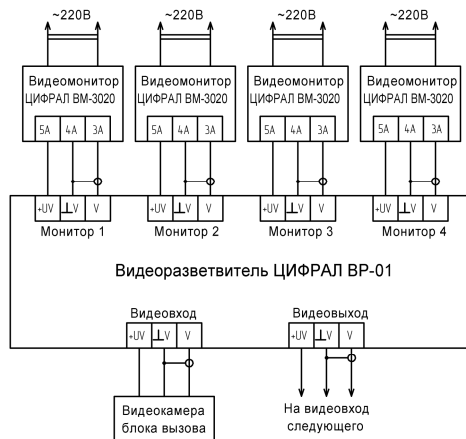 ~220В ~220В ~220В ~220В
Видеомонитор Видеомонитор Видеомонитор Видеомонитор
ЦИФРАЛ ВМ-3020 ЦИФРАЛ ВМ-3020 ЦИФРАЛ ВМ-3020 ЦИФРАЛ ВМ-3020
5А 4А 3А 5А 4А 3А 5А 4А 3А 5А 4А 3А
+UV ⊥V V +UV ⊥V V +UV ⊥V V +UV ⊥V V
Монитор 1 Монитор 2 Монитор 3 Монитор 4
Видеоразветвитель ЦИФРАЛ ВР-01
Видеовход Видеовыход
+UV ⊥V V +UV ⊥V V
Видеокамера
блока вызова
На видеовход
следующего